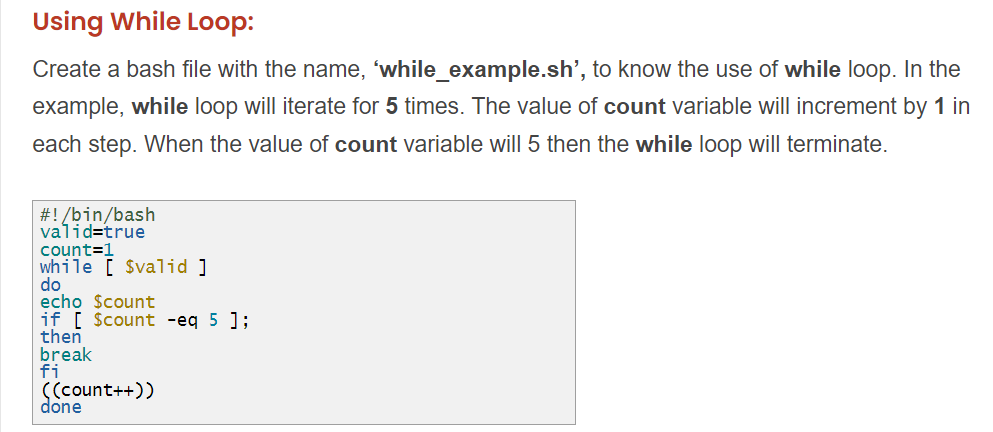 Using While Loop:
Create a bash file with the name, ‘while_example.sh’, to know the use of while loop. In the
example, while loop will iterate for 5 times. The value of count variable will increment by 1 in
each step. When the value of count variable will 5 then the while loop will terminate.
#!/bin/bash
valid=true
count=1
while [ $valid ]
do
echo $count
if [ $count -eq 5 ];
then
break
fi
((count++))
done